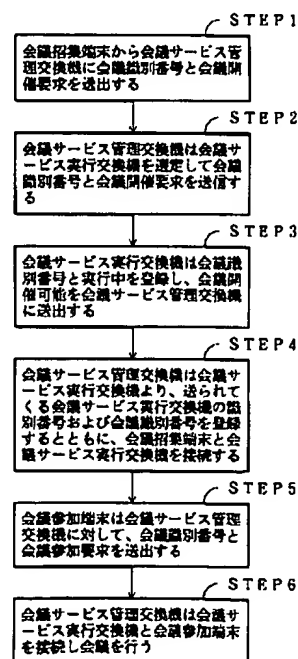 STEP1
会議招集端末から会議サービス管
理交換機に会議識別番号と会議開
催要求を送出する
STEP2
会議サービス管理交換機は会議サ
ービス実行交換機を選定して会議
識別番号と会議開催要求を送信す
る
STEP3
会議サービス実行交換機は会議識
別番号と実行中を登録し、会議開
催可能を会議サービス管理交換機
に送出する
STEP4
会議サービス管理交換機は会議サ
ービス実行交換機より、送られて
くる会議サービス実行交換機の識
別番号および会議識別番号を登録
するとともに、会議招集端末と会
議サービス実行交換機を接続する
STEP5
会議参加端末は会議サービス管理
交換機に対して、会議識別番号と
会議参加要求を送出する
STEP6
会議サービス管理交換機は会議サ
ービス実行交換機と会議参加端末
を接続し会議を行う